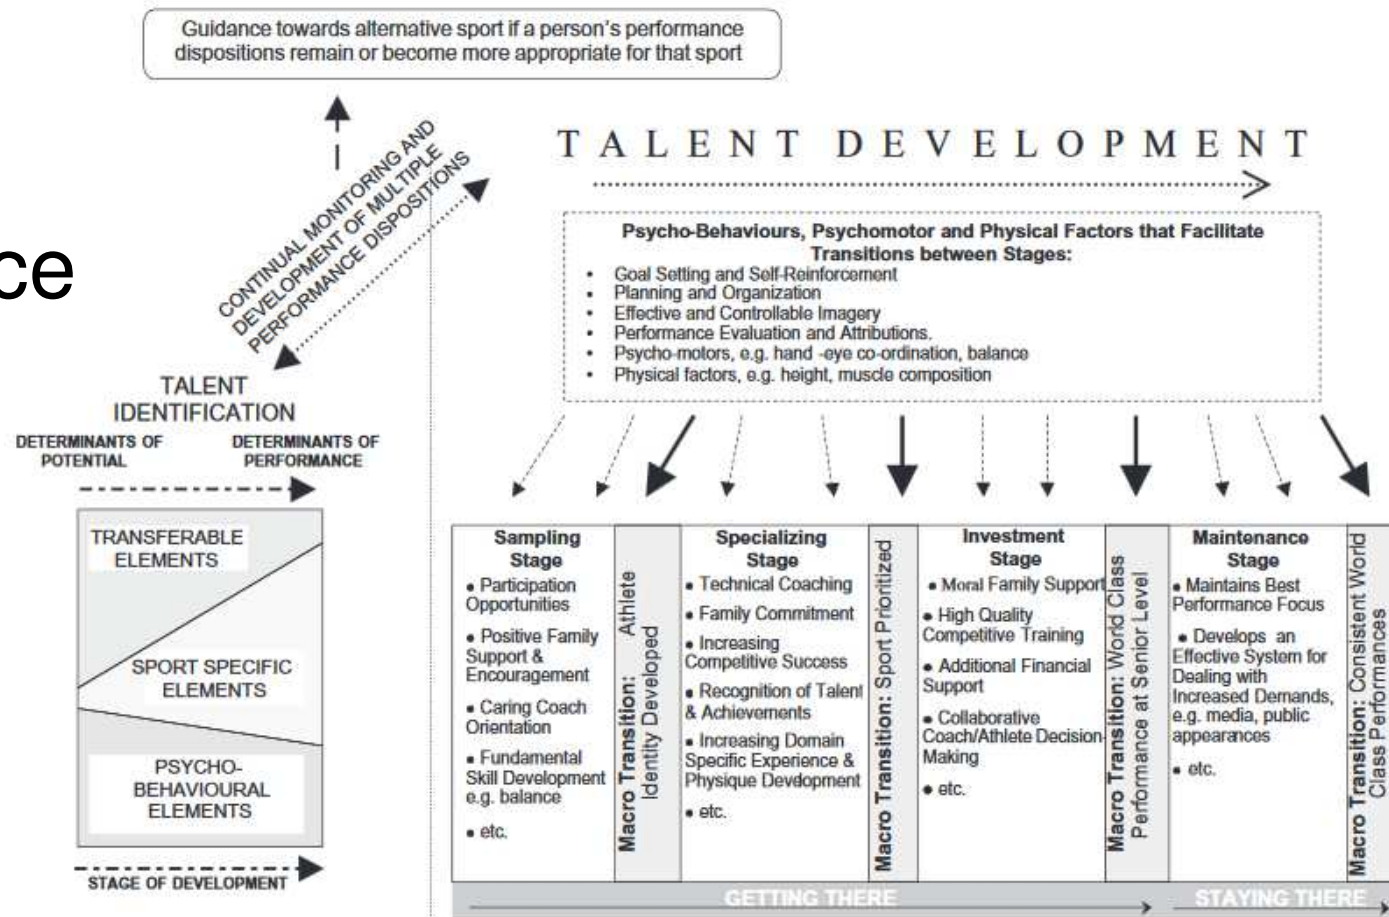 Guidance towards alternative sport if a person's performance
dispositions remain or become more appropriate for that sport
ce
CONTINUAL MONITORING AND
DEVELOPMENT OF MULTIPLE
PERFORMANCE DISPOSITIONS
TALENT
IDENTIFICATION
DETERMINANTS OF
POTENTIAL
DETERMINANTS OF
PERFORMANCE
TRANSFERABLE
ELEMENTS
SPORT SPECIFIC
ELEMENTS
PSYCHO-
BEHAVIOURAL
ELEMENTS
STAGE OF DEVELOPMENT
TALENT DEVELOPMENT
Psycho-Behaviours, Psychomotor and Physical Factors that Facilitate
Transitions between Stages:
• Goal Setting and Self-Reinforcement
• Planning and Organization
• Effective and Controllable Imagery
• Performance Evaluation and Attributions.
• Psycho-motors, e.g. hand -eye co-ordination, balance
• Physical factors, e.g. height, muscle composition
Sampling
Stage
• Participation
Opportunities
• Positive Family
Support &
Encouragement
• Caring Coach
Orientation
• Fundamental
Skill Development
e.g. balance
• etc.
Macro Transition: Athlete
Identity Developed
Specializing
Stage
• Technical Coaching
• Family Commitment
• Increasing
Competitive Success
• Recognition of Talent
& Achievements
• Increasing Domain
Specific Experience &
Physique Devdopment
• etc.
Macro Transition: Sport Prioritized
Investment
Stage
• Moral Family Support
• High Quality
Competitive Training
• Additional Financial
Support
• Collaborative
Coach/Athlete Decision-
Making
• etc.
Macro Transition: World Class
Performance at Senior Level
Maintenance
Stage
• Maintains Best
Performance Focus
• Develops an
Effective System for
Dealing with
Increased Demands,
e.g. media, public
appearances
• etc.
Macro Transition: Consistent World
Class Performances
GETTING THERE
STAYING THERE